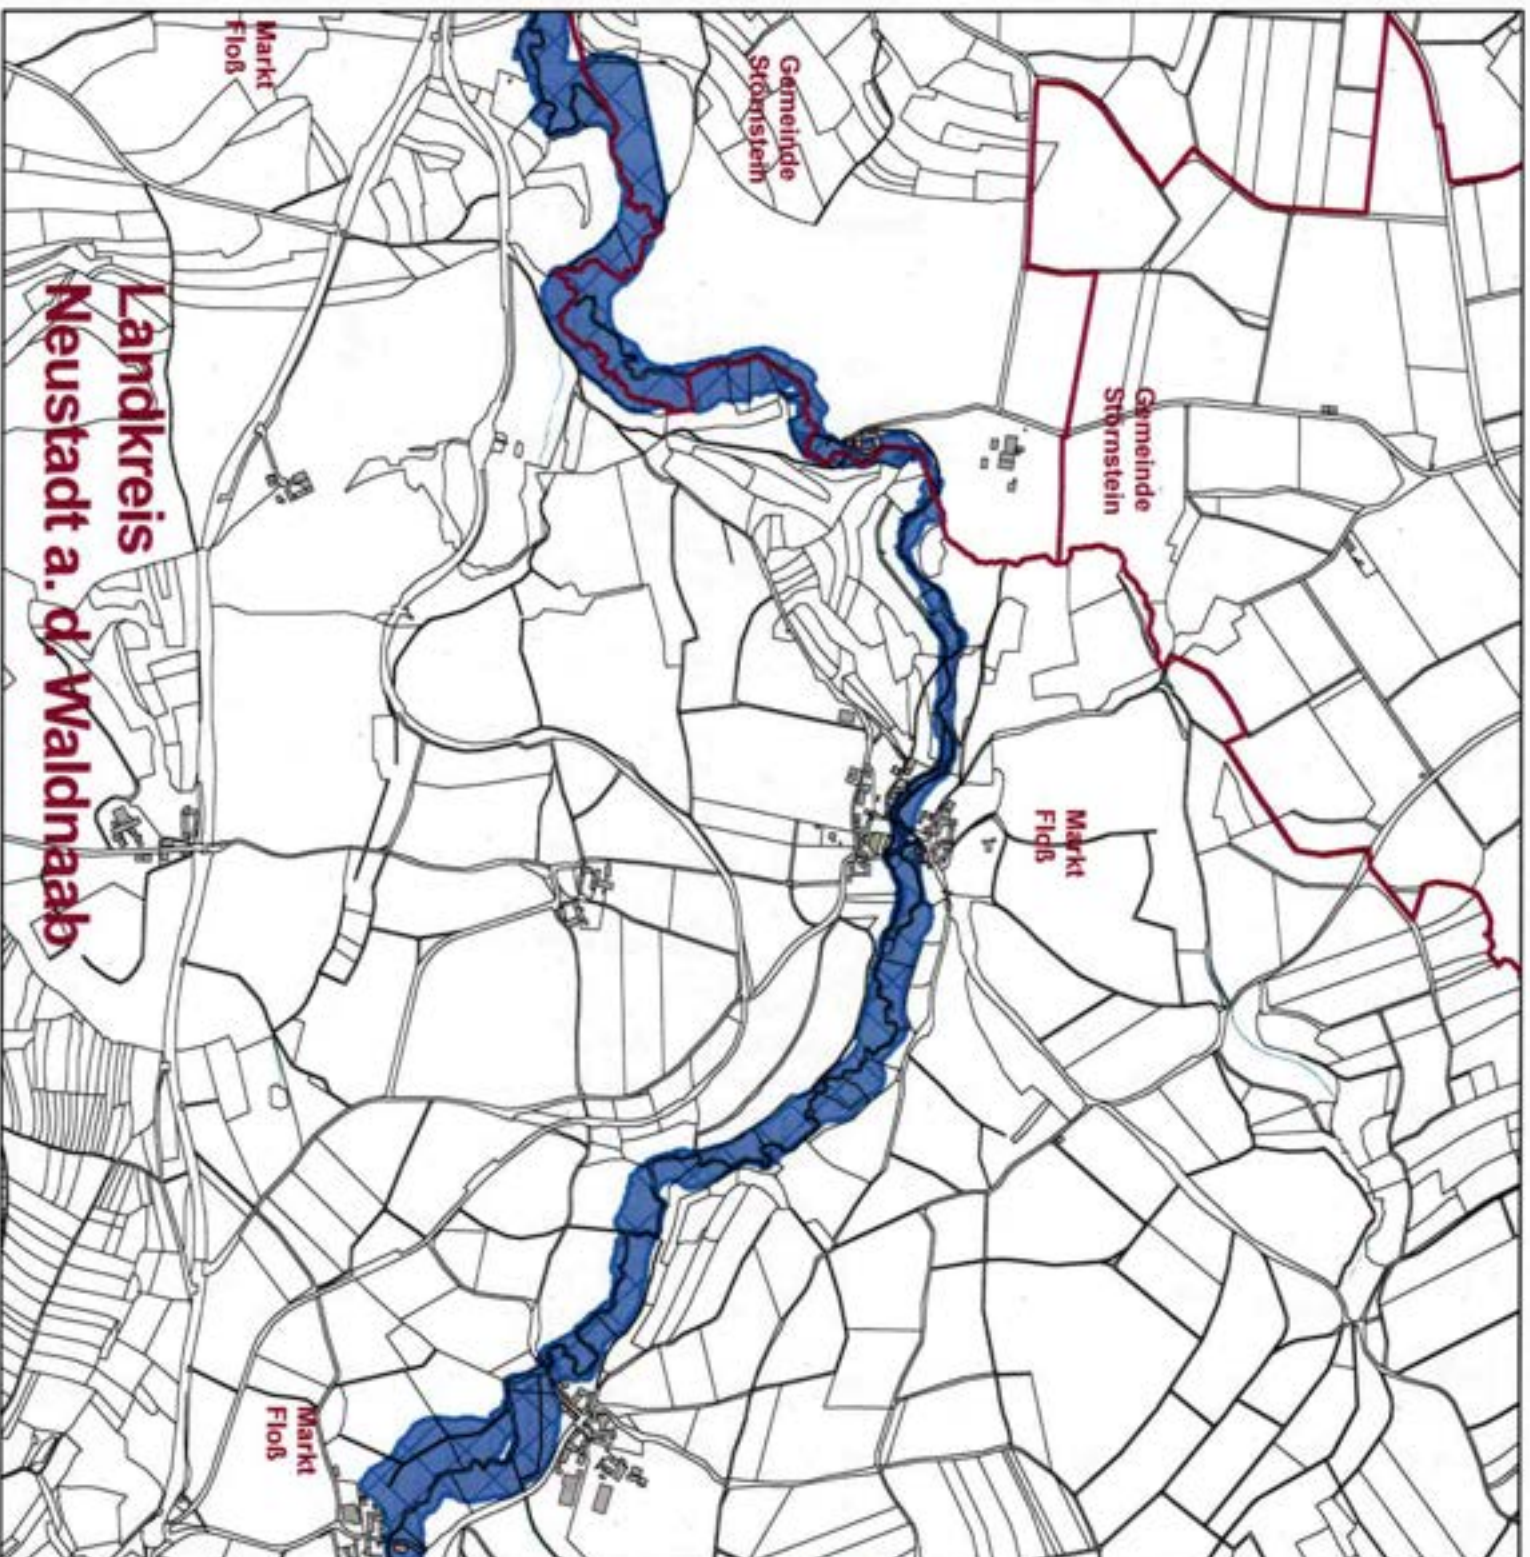 Gemeinde
Störnstein
Gemeinde
Störnstein
Markt
Floß
Markt
Floß
Landkreis
Neustadt a. d. Waldnaab
Markt
Floß